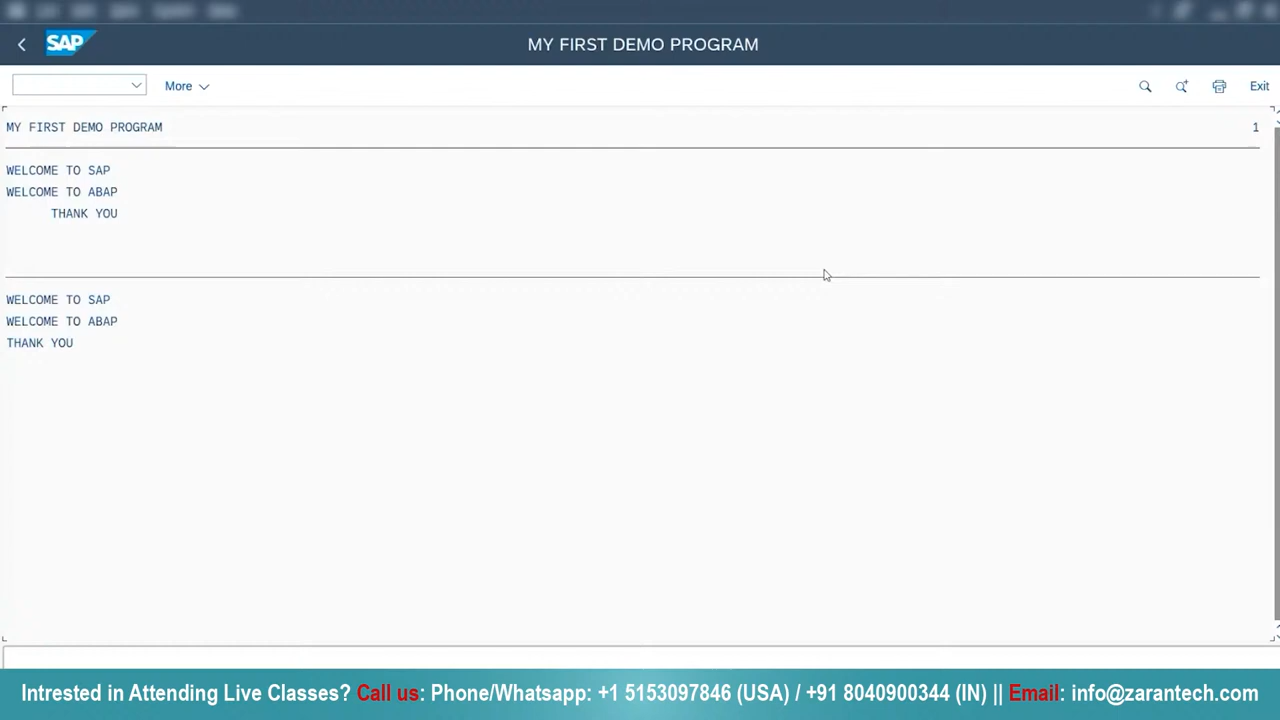 SAP
MY FIRST DEMO PROGRAM
More
Exit
MY FIRST DEMO PROGRAM 1
WELCOME TO SAP
WELCOME TO ABAP
THANK YOU
WELCOME TO SAP
WELCOME TO ABAP
THANK YOU
Intrested in Attending Live Classes? Call us: Phone/Whatsapp: +1 5153097846 (USA) / +91 8040900344 (IN) || Email: info@zarantech.com